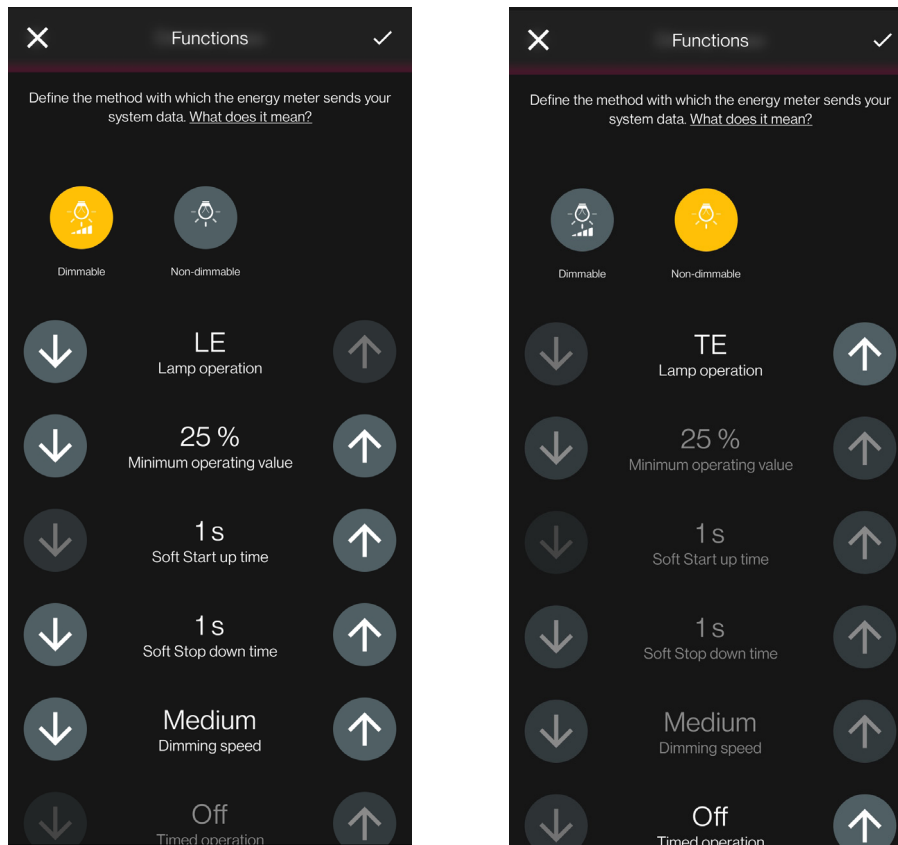 Functions
Define the method with which the energy meter sends your
system data. What does it mean?
Dimmable
Non-dimmable
LE
Lamp operation
25 %
Minimum operating value
1 s
Soft Start up time
1 s
Soft Stop down time
Medium
Dimming speed
Off
Timed operation
Functions
Define the method with which the energy meter sends your
system data. What does it mean?
Dimmable
Non-dimmable
TE
Lamp operation
25 %
Minimum operating value
1 s
Soft Start up time
1 s
Soft Stop down time
Medium
Dimming speed
Off
Timed operation